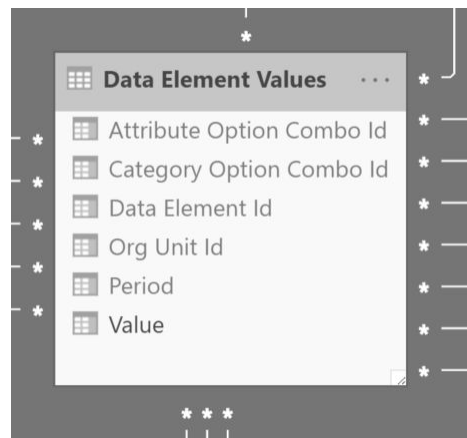 *
Data Element Values ... *
* Attribute Option Combo Id *
* Category Option Combo Id *
* Data Element Id *
* Org Unit Id *
* Period *
Value *
*
* * *